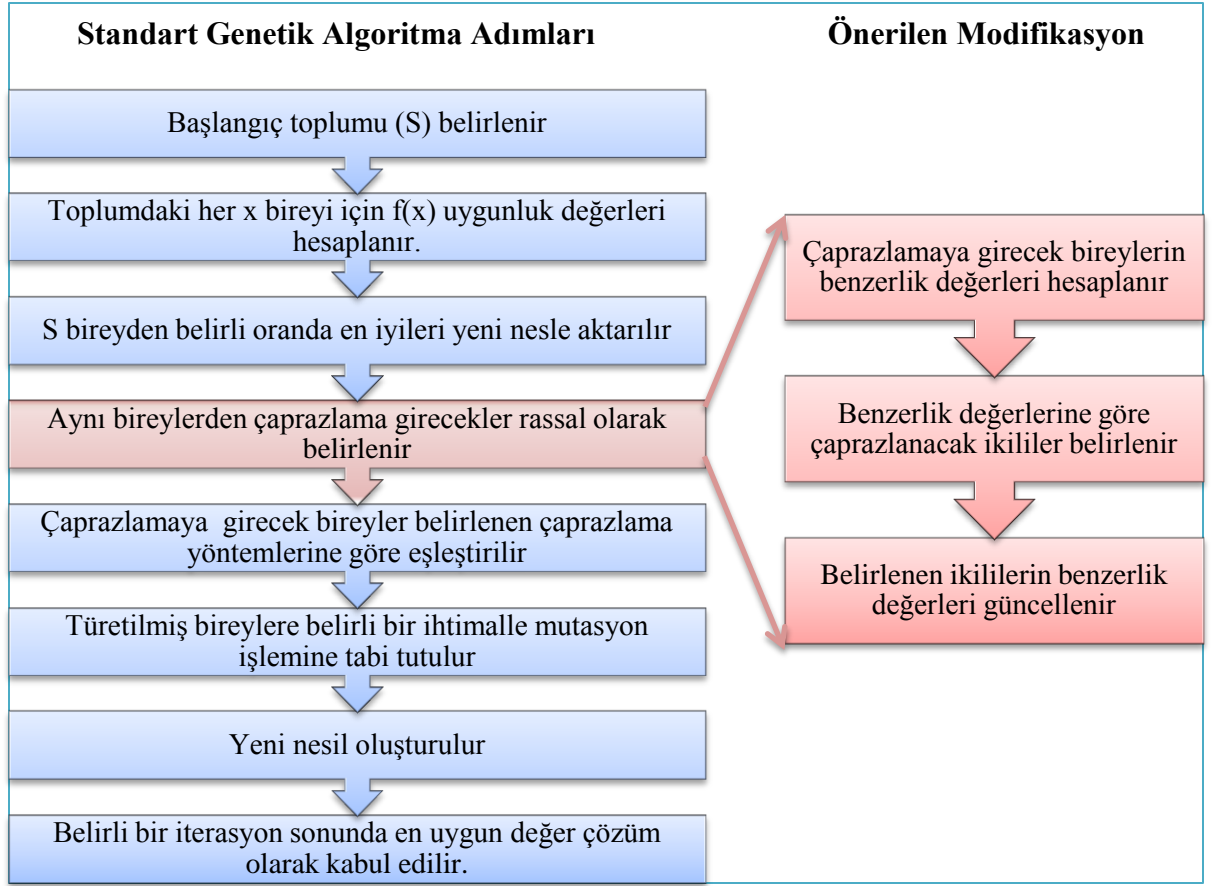 Standart Genetik Algoritma Adımları
Başlangıç toplumu (S) belirlenir
Toplumdaki her x bireyi için f(x) uygunluk değerleri
hesaplanır.
S bireyden belirli oranda en iyileri yeni nesle aktarılır
Aynı bireylerden çaprazlama girecekler rassal olarak
belirlenir
Çaprazlamaya  girecek bireyler belirlenen çaprazlama
yöntemlerine göre eşleştirilir
Türetilmiş bireylere belirli bir ihtimalle mutasyon
işlemine tabi tutulur
Yeni nesil oluşturulur
Belirli bir iterasyon sonunda en uygun değer çözüm
olarak kabul edilir.
Önerilen Modifikasyon
Çaprazlamaya girecek bireylerin
benzerlik değerleri hesaplanır
Benzerlik değerlerine göre
çaprazlanacak ikililer belirlenir
Belirlenen ikililerin benzerlik
değerleri güncellenir